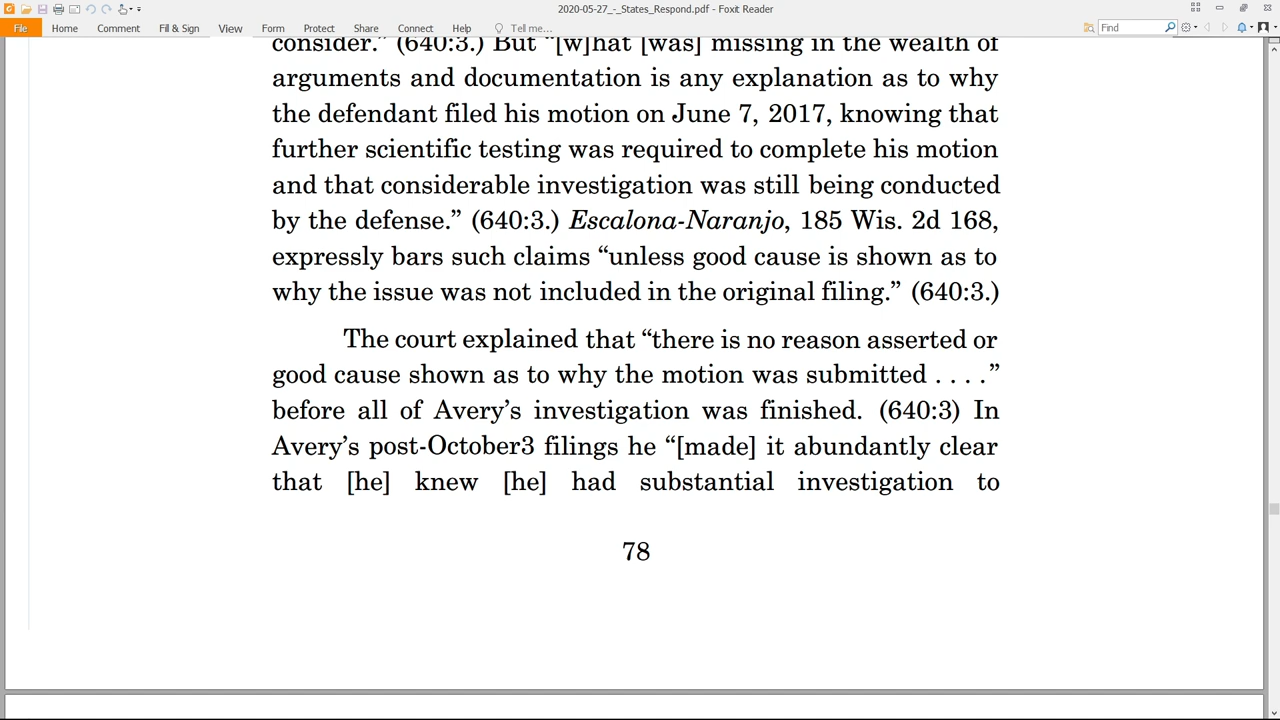 2020-05-27_-_States_Respond.pdf - Foxit Reader
File Home Comment Fill & Sign View Form Protect Share Connect Help Tell me... Find
consider.” (640:3.) But “[w]hat [was] missing in the wealth of
arguments and documentation is any explanation as to why
the defendant filed his motion on June 7, 2017, knowing that
further scientific testing was required to complete his motion
and that considerable investigation was still being conducted
by the defense.” (640:3.) Escalona-Naranjo, 185 Wis. 2d 168,
expressly bars such claims “unless good cause is shown as to
why the issue was not included in the original filing.” (640:3.)
The court explained that “there is no reason asserted or
good cause shown as to why the motion was submitted . . . .”
before all of Avery’s investigation was finished. (640:3) In
Avery’s post-October3 filings he “[made] it abundantly clear
that [he] knew [he] had substantial investigation to
78